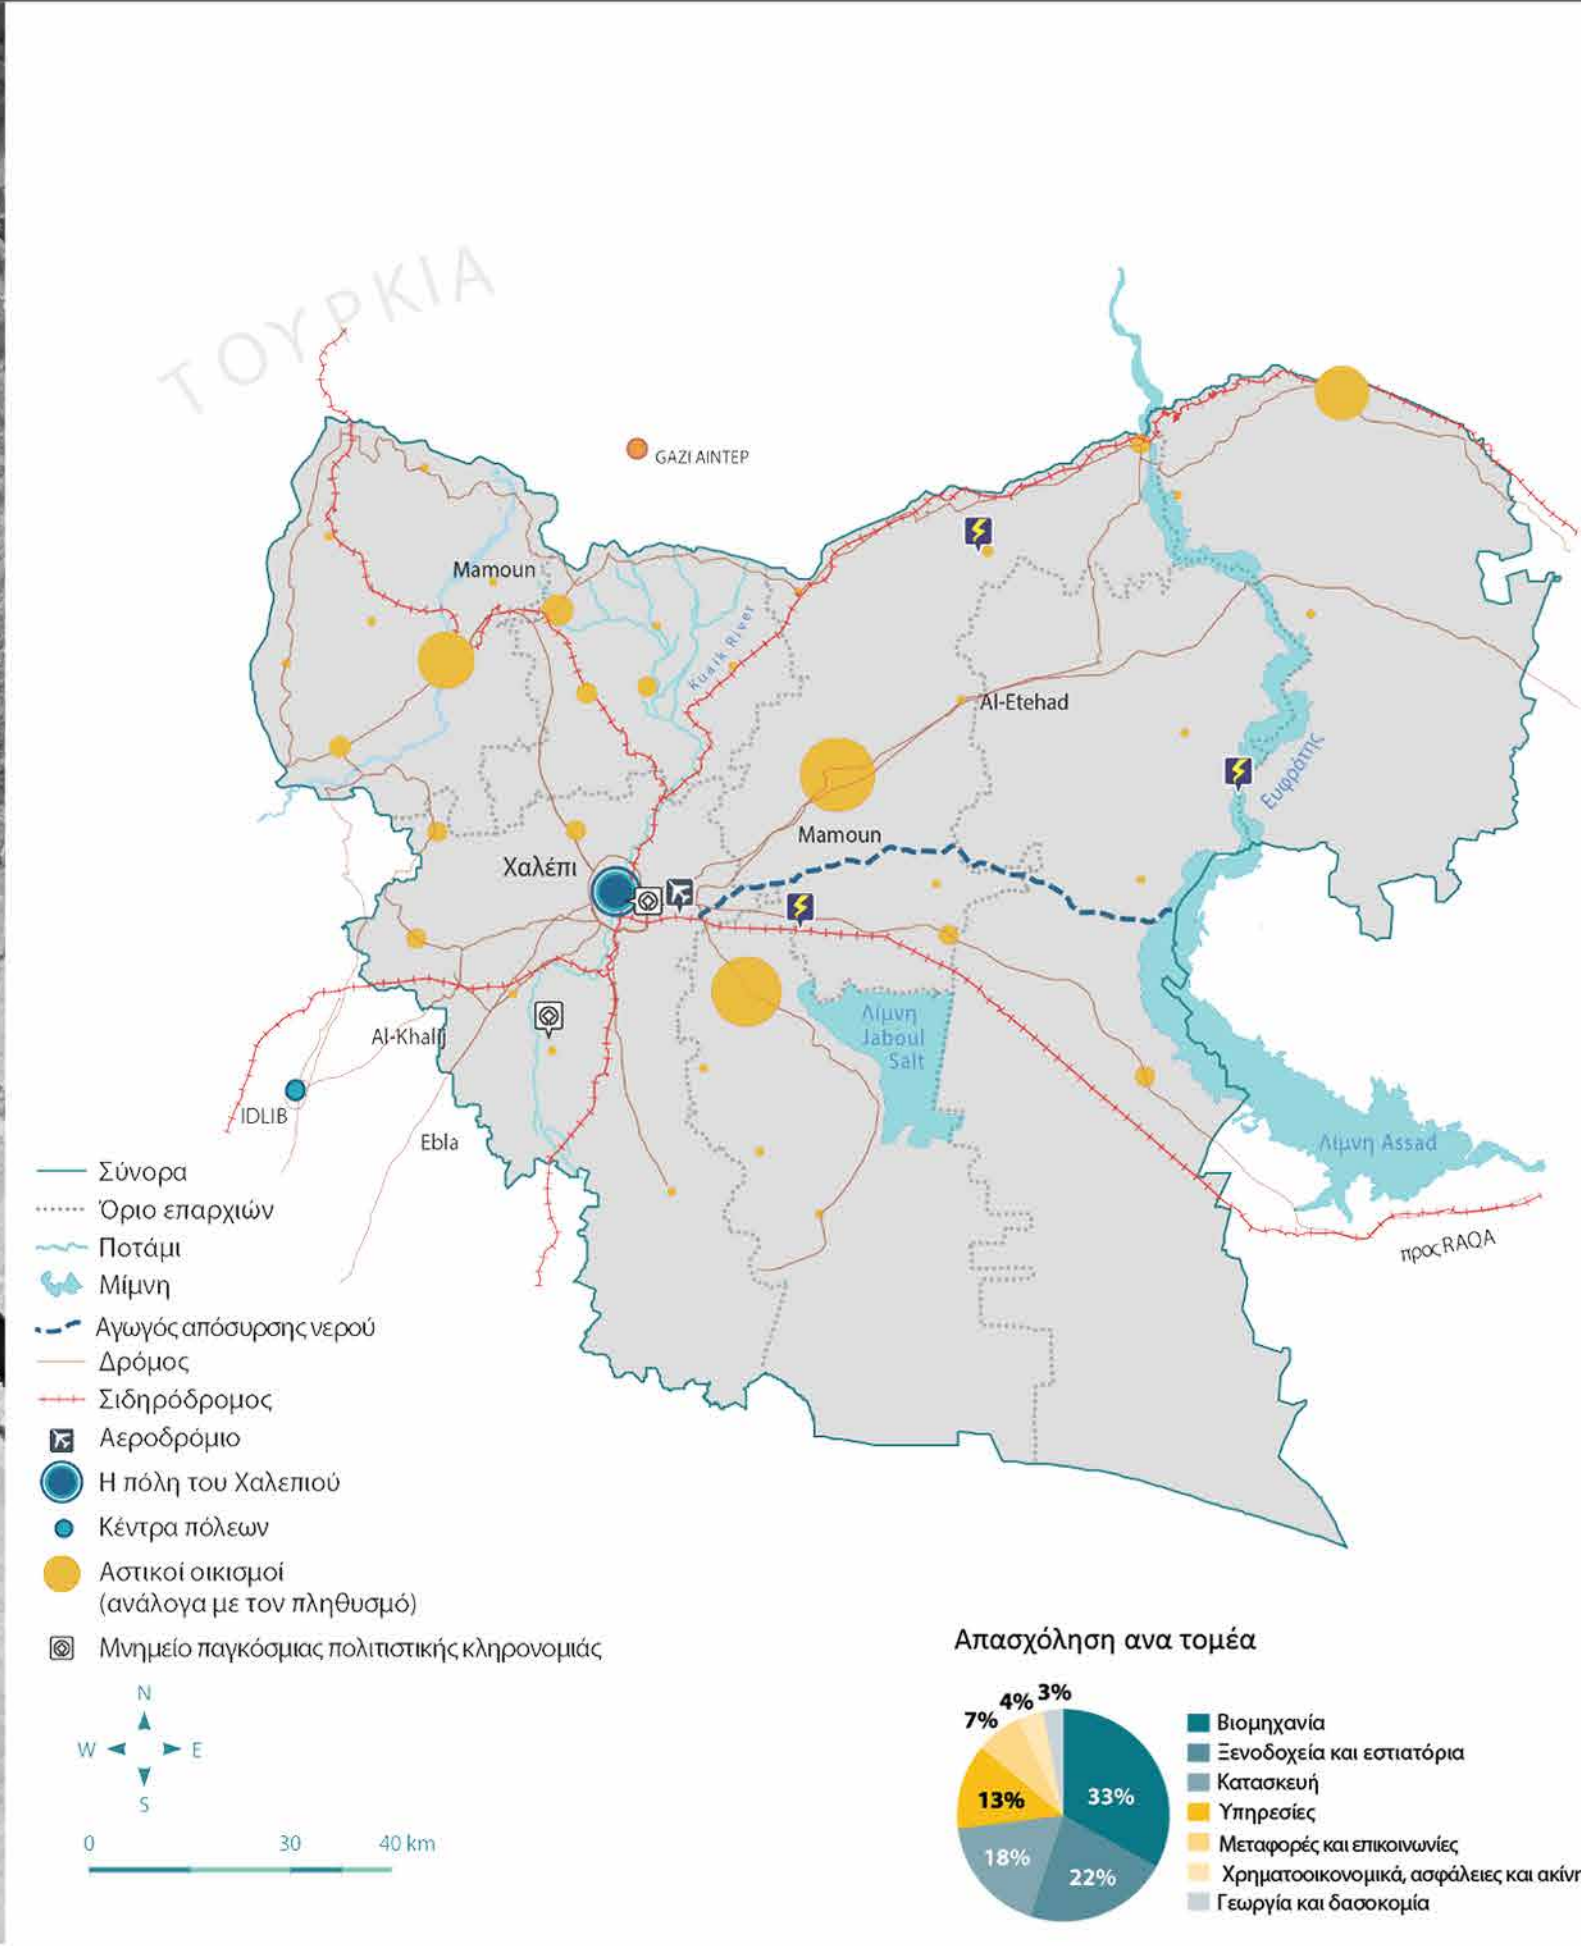 ΤΟΥΡΚΙΑ
GAZI AINTEP
Mamoun
Kuaik River
Al-Etehad
Ευφράτης
Mamoun
Χαλέπι
Λίμνη
Jaboul
Salt
Al-Khalij
IDLIB
Ebla
Λίμνη Assad
προς RAQA
Σύνορα
Όριο επαρχιών
Ποτάμι
Μίμνη
Αγωγός απόσυρσης νερού
Δρόμος
Σιδηρόδρομος
Αεροδρόμιο
Η πόλη του Χαλεπιού
Κέντρα πόλεων
Αστικοί οικισμοί
(ανάλογα με τον πληθυσμό)
Μνημείο παγκόσμιας πολιτιστικής κληρονομιάς
N
W E
S
0 30 40 km
Απασχόληση ανα τομέα
3%
4%
7%
13%
33%
18%
22%
Βιομηχανία
Ξενοδοχεία και εστιατόρια
Κατασκευή
Υπηρεσίες
Μεταφορές και επικοινωνίες
Χρηματοοικονομικά, ασφάλειες και
Γεωργία και δασοκομία